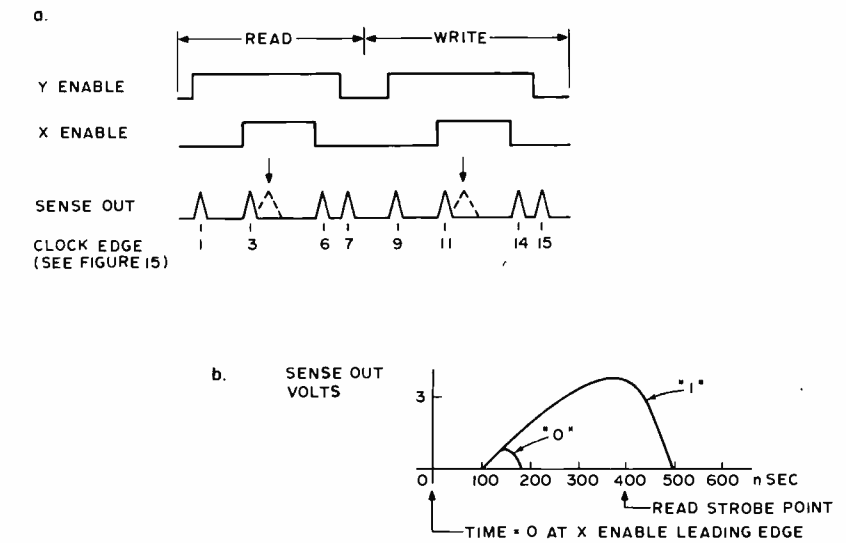 a.
READ WRITE
Y ENABLE
X ENABLE
SENSE OUT
1 3 6 7 9 11 14 15
CLOCK EDGE
(SEE FIGURE 15)
b. SENSE OUT
VOLTS
3
"1"
"0"
0 100 200 300 400 500 600 n SEC
READ STROBE POINT
TIME = 0 AT X ENABLE LEADING EDGE